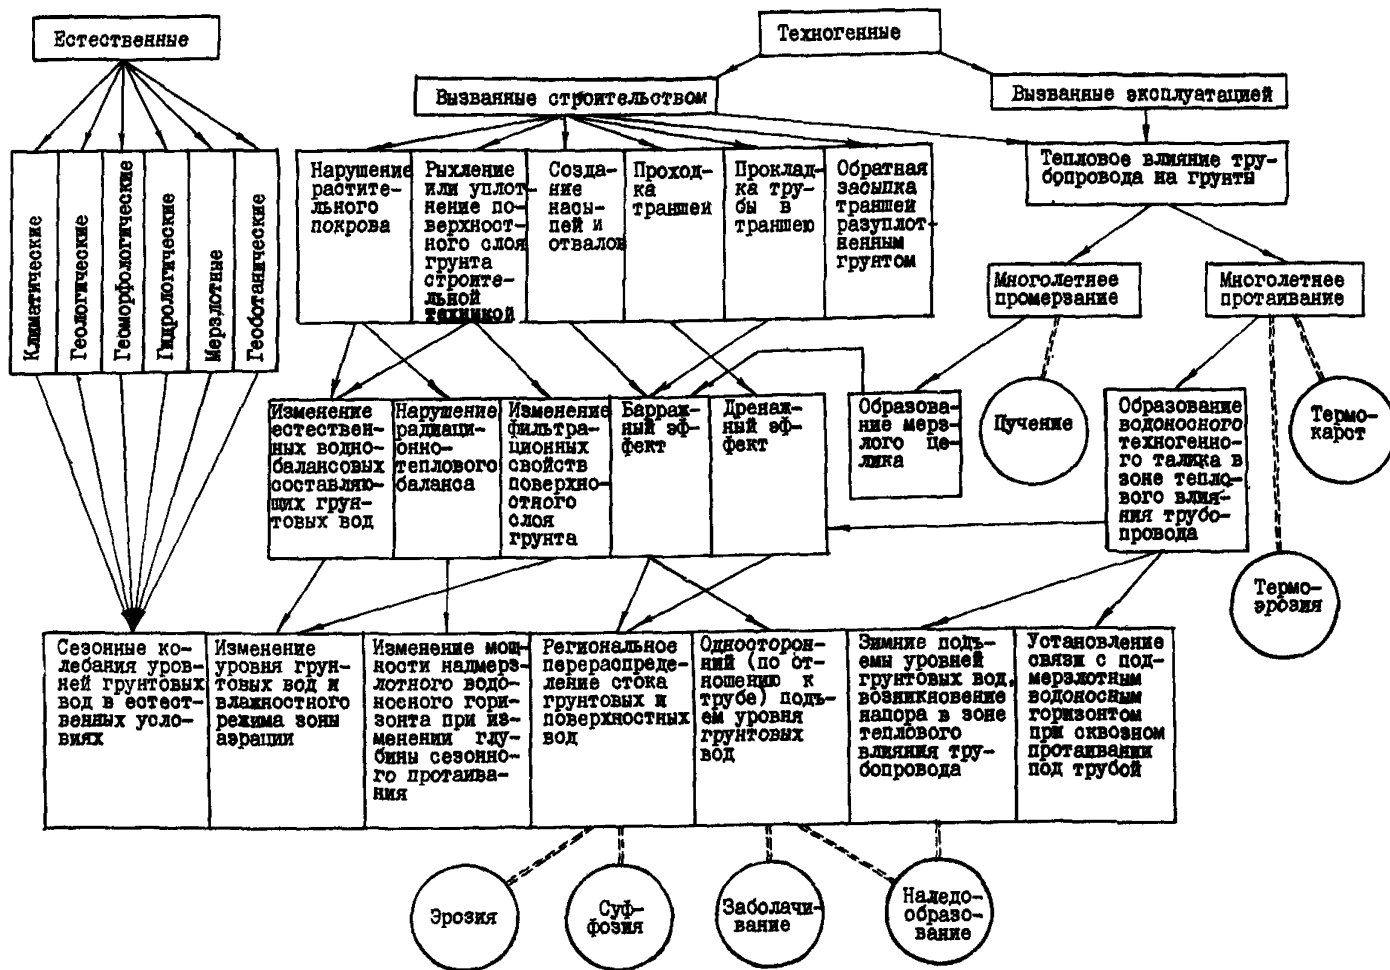 Естественные
Техногенные
Вызванные строительством
Вызванные эксплуатацией
Климатические
Геологические
Геоморфологические
Гидрологические
Мерзлотные
Геоботанические
Нарушение
растите-
льного
покрова
Рыхление
или уплот-
нение по-
верхност-
ного слоя
грунта
строите-
льной
техникой
Созда-
ние
насы-
пей и
отвалов
Проход-
ка
траншей
Проклад-
ка тру-
бы в
траншею
Обратная
засыпка
траншей
разуплот-
ненным
грунтом
Тепловое влияние тру-
бопровода на грунты
Многолетнее
промерзание
Многолетнее
протаивание
Изменение
естествен-
ных водно-
балансовых
составляю-
щих грун-
товых вод
Нарушение
радиаци-
онно-
теплового
баланса
Изменение
фильтра-
ционных
свойств
поверхно-
стного
слоя
грунта
Барраж-
ный эф-
фект
Дренаж-
ный эф-
фект
Образова-
ние мерз-
лого це-
лика
Пучение
Образование
водоносного
техногенно-
го талика в
зоне тепло-
вого влия-
ния трубо-
провода
Термо-
карст
Термо-
эрозия
Сезонные ко-
лебания уров-
ней грунтовых
вод в естест-
венных усло-
виях
Изменение
уровня грун-
товых вод и
влажностного
режима зоны
аэрации
Изменение мощ-
ности надмерз-
лотного водо-
носного гори-
зонта при из-
менении глу-
бины сезонно-
го протаива-
ния
Региональное
перераспреде-
ление стока
грунтовых и
поверхностных
вод
Односторон-
ний (по от-
ношению к
трубе) подъ-
ем уровня
грунтовых
вод
Зимние подъ-
емы уровней
грунтовых вод,
возникновение
напора в зоне
теплового
влияния тру-
бопровода
Установление
связи с под-
мерзлотным
водоносным
горизонтом
при сквозном
протаивании
под трубой
Эрозия
Суф-
фозия
Заболачи-
вание
Наледо-
образо-
вание